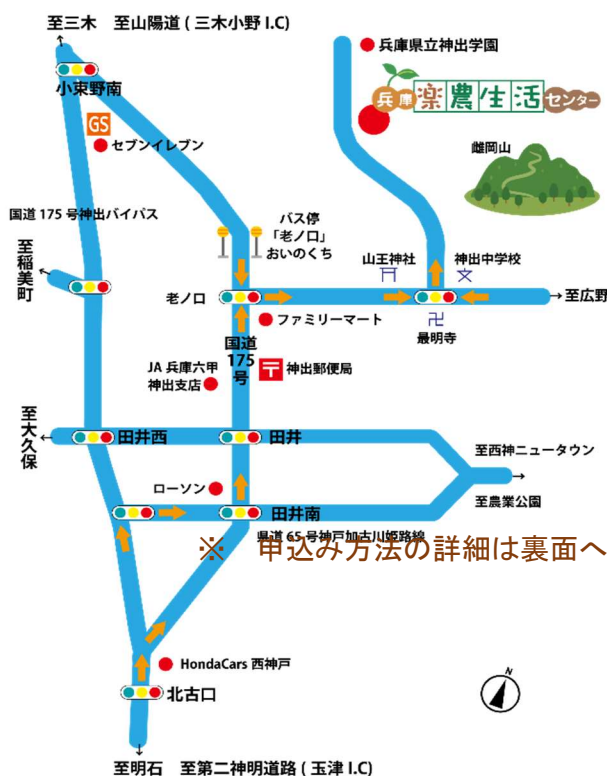 至三木 至山陽道 ( 三木小野 I.C)
小束野南
GS
セブンイレブン
国道 175 号神出バイパス
至稲美町
兵庫県立神出学園
兵庫楽農生活センター
雌岡山
バス停
「老ノ口」
おいのくち
山王神社
神出中学校
文
老ノ口
至広野
卍
最明寺
ファミリーマート
国道
175
号
JA 兵庫六甲
神出支店
〒
神出郵便局
至大久保
田井西
田井
至西神ニュータウン
至農業公園
ローソン
田井南
県道 65 号神戸加古川姫路線
※ 申込み方法の詳細は裏面へ
HondaCars 西神戸
北古口
N
至明石 至第二神明道路 ( 玉津 I.C)